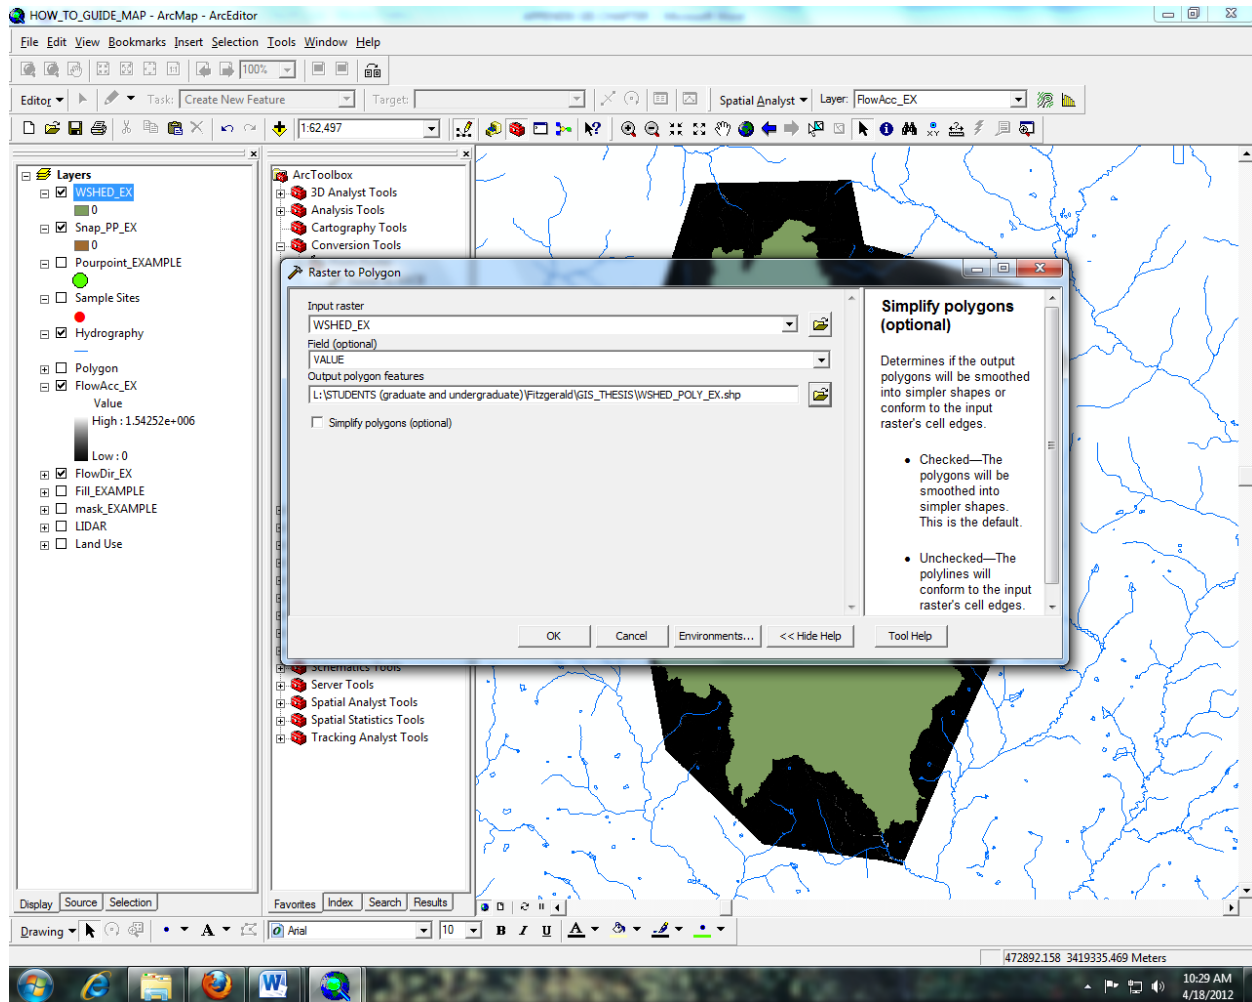 HOW_TO_GUIDE_MAP - ArcMap - ArcEditor
File Edit View Bookmarks Insert Selection Tools Window Help
100%
Editor Task: Create New Feature Target: Spatial Analyst Layer: FlowAcc_EX
1:62,497
Layers
WSHED_EX
0
Snap_PP_EX
0
Pourpoint_EXAMPLE
Sample Sites
Hydrography
Polygon
FlowAcc_EX
Value
High : 1.54252e+006
Low : 0
FlowDir_EX
Fill_EXAMPLE
mask_EXAMPLE
LIDAR
Land Use
ArcToolbox
3D Analyst Tools
Analysis Tools
Cartography Tools
Conversion Tools
Raster to Polygon
Input raster
WSHED_EX
Field (optional)
VALUE
Output polygon features
L:\STUDENTS (graduate and undergraduate)\Fitzgerald\GIS_THESIS\WSHED_POLY_EX.shp
Simplify polygons (optional)
OK Cancel Environments... << Hide Help Tool Help
Simplify polygons
(optional)
Determines if the output
polygons will be smoothed
into simpler shapes or
conform to the input
raster's cell edges.
• Checked—The
polygons will be
smoothed into
simpler shapes.
This is the default.
• Unchecked—The
polylines will
conform to the input
raster's cell edges.
Schematics Tools
Server Tools
Spatial Analyst Tools
Spatial Statistics Tools
Tracking Analyst Tools
Display Source Selection
Favorites Index Search Results
Drawing A Arial 10 B I U A
472892.158 3419335.469 Meters
10:29 AM
4/18/2012